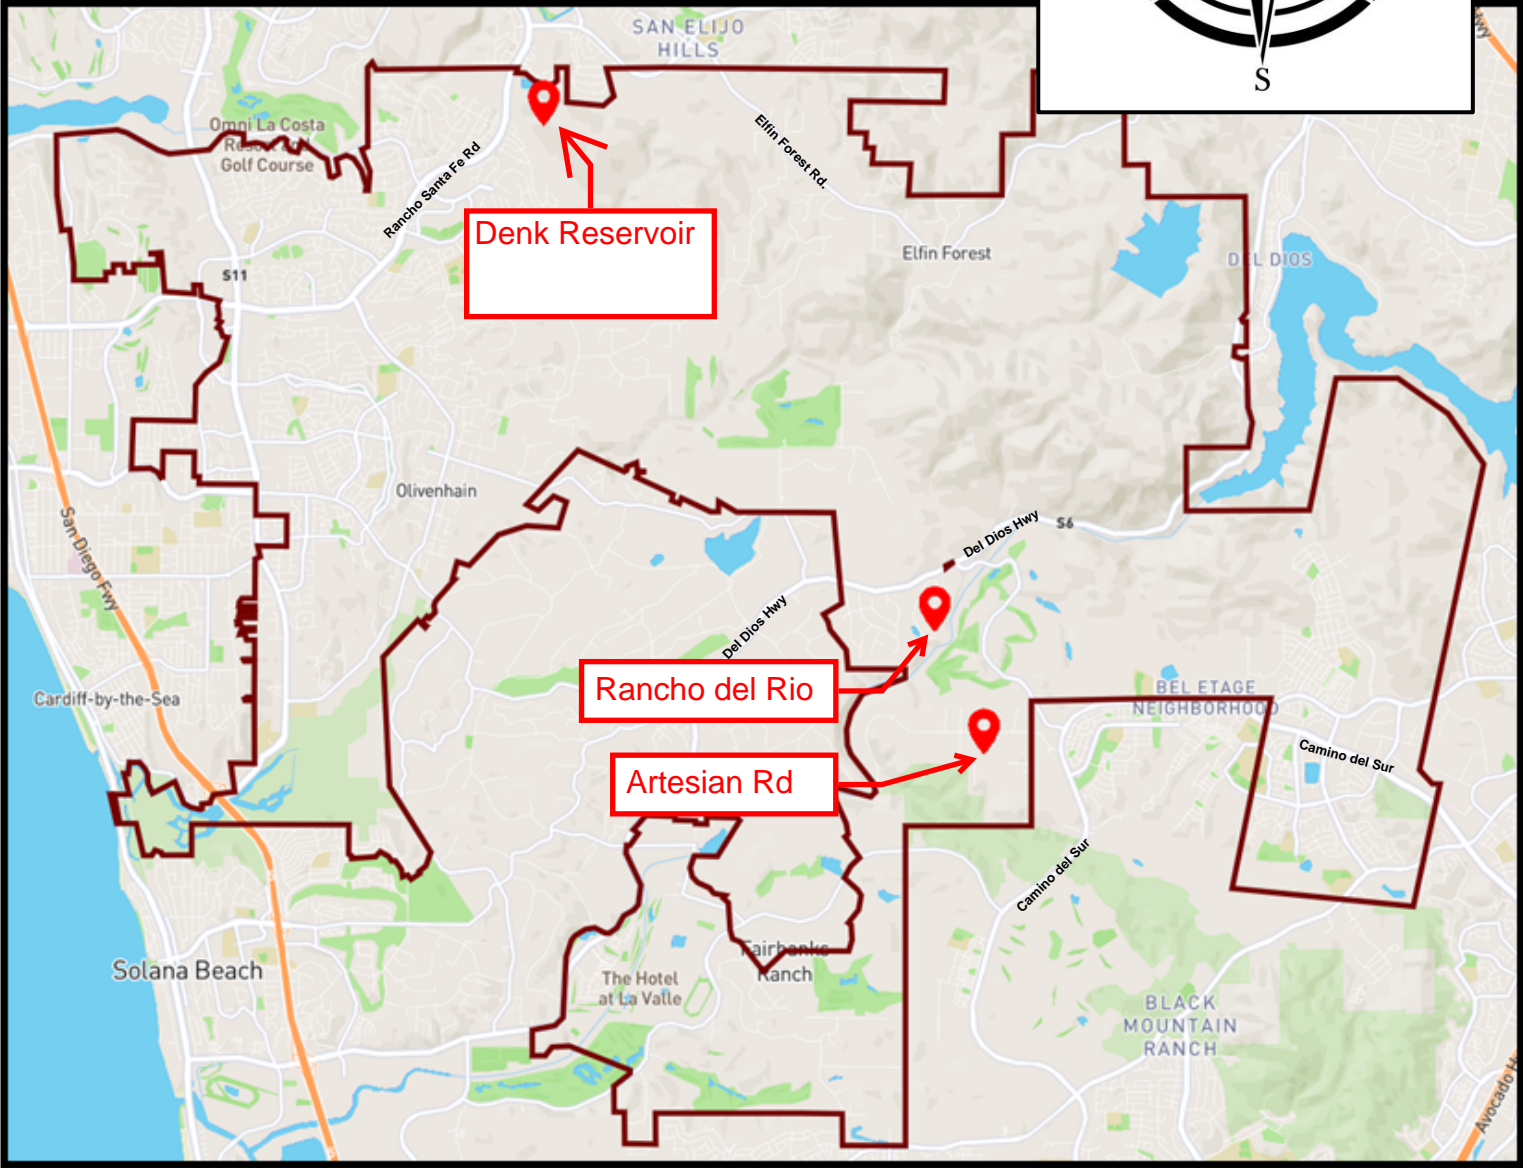 SAN ELIJO
HILLS
S
Omni La Costa
Resort and
Golf Course
Elfin Forest Rd.
Rancho Santa Fe Rd
Denk Reservoir
Elfin Forest
DEL DIOS
S11
Olivenhain
San Diego Fwy
Del Dios Hwy
S6
Del Dios Hwy
Rancho del Rio
Cardiff-by-the-Sea
BEL ETAGE
NEIGHBORHOOD
Camino del Sur
Artesian Rd
Camino del Sur
Fairbanks
Ranch
Solana Beach
The Hotel
at La Valle
BLACK
MOUNTAIN
RANCH
Avocado H